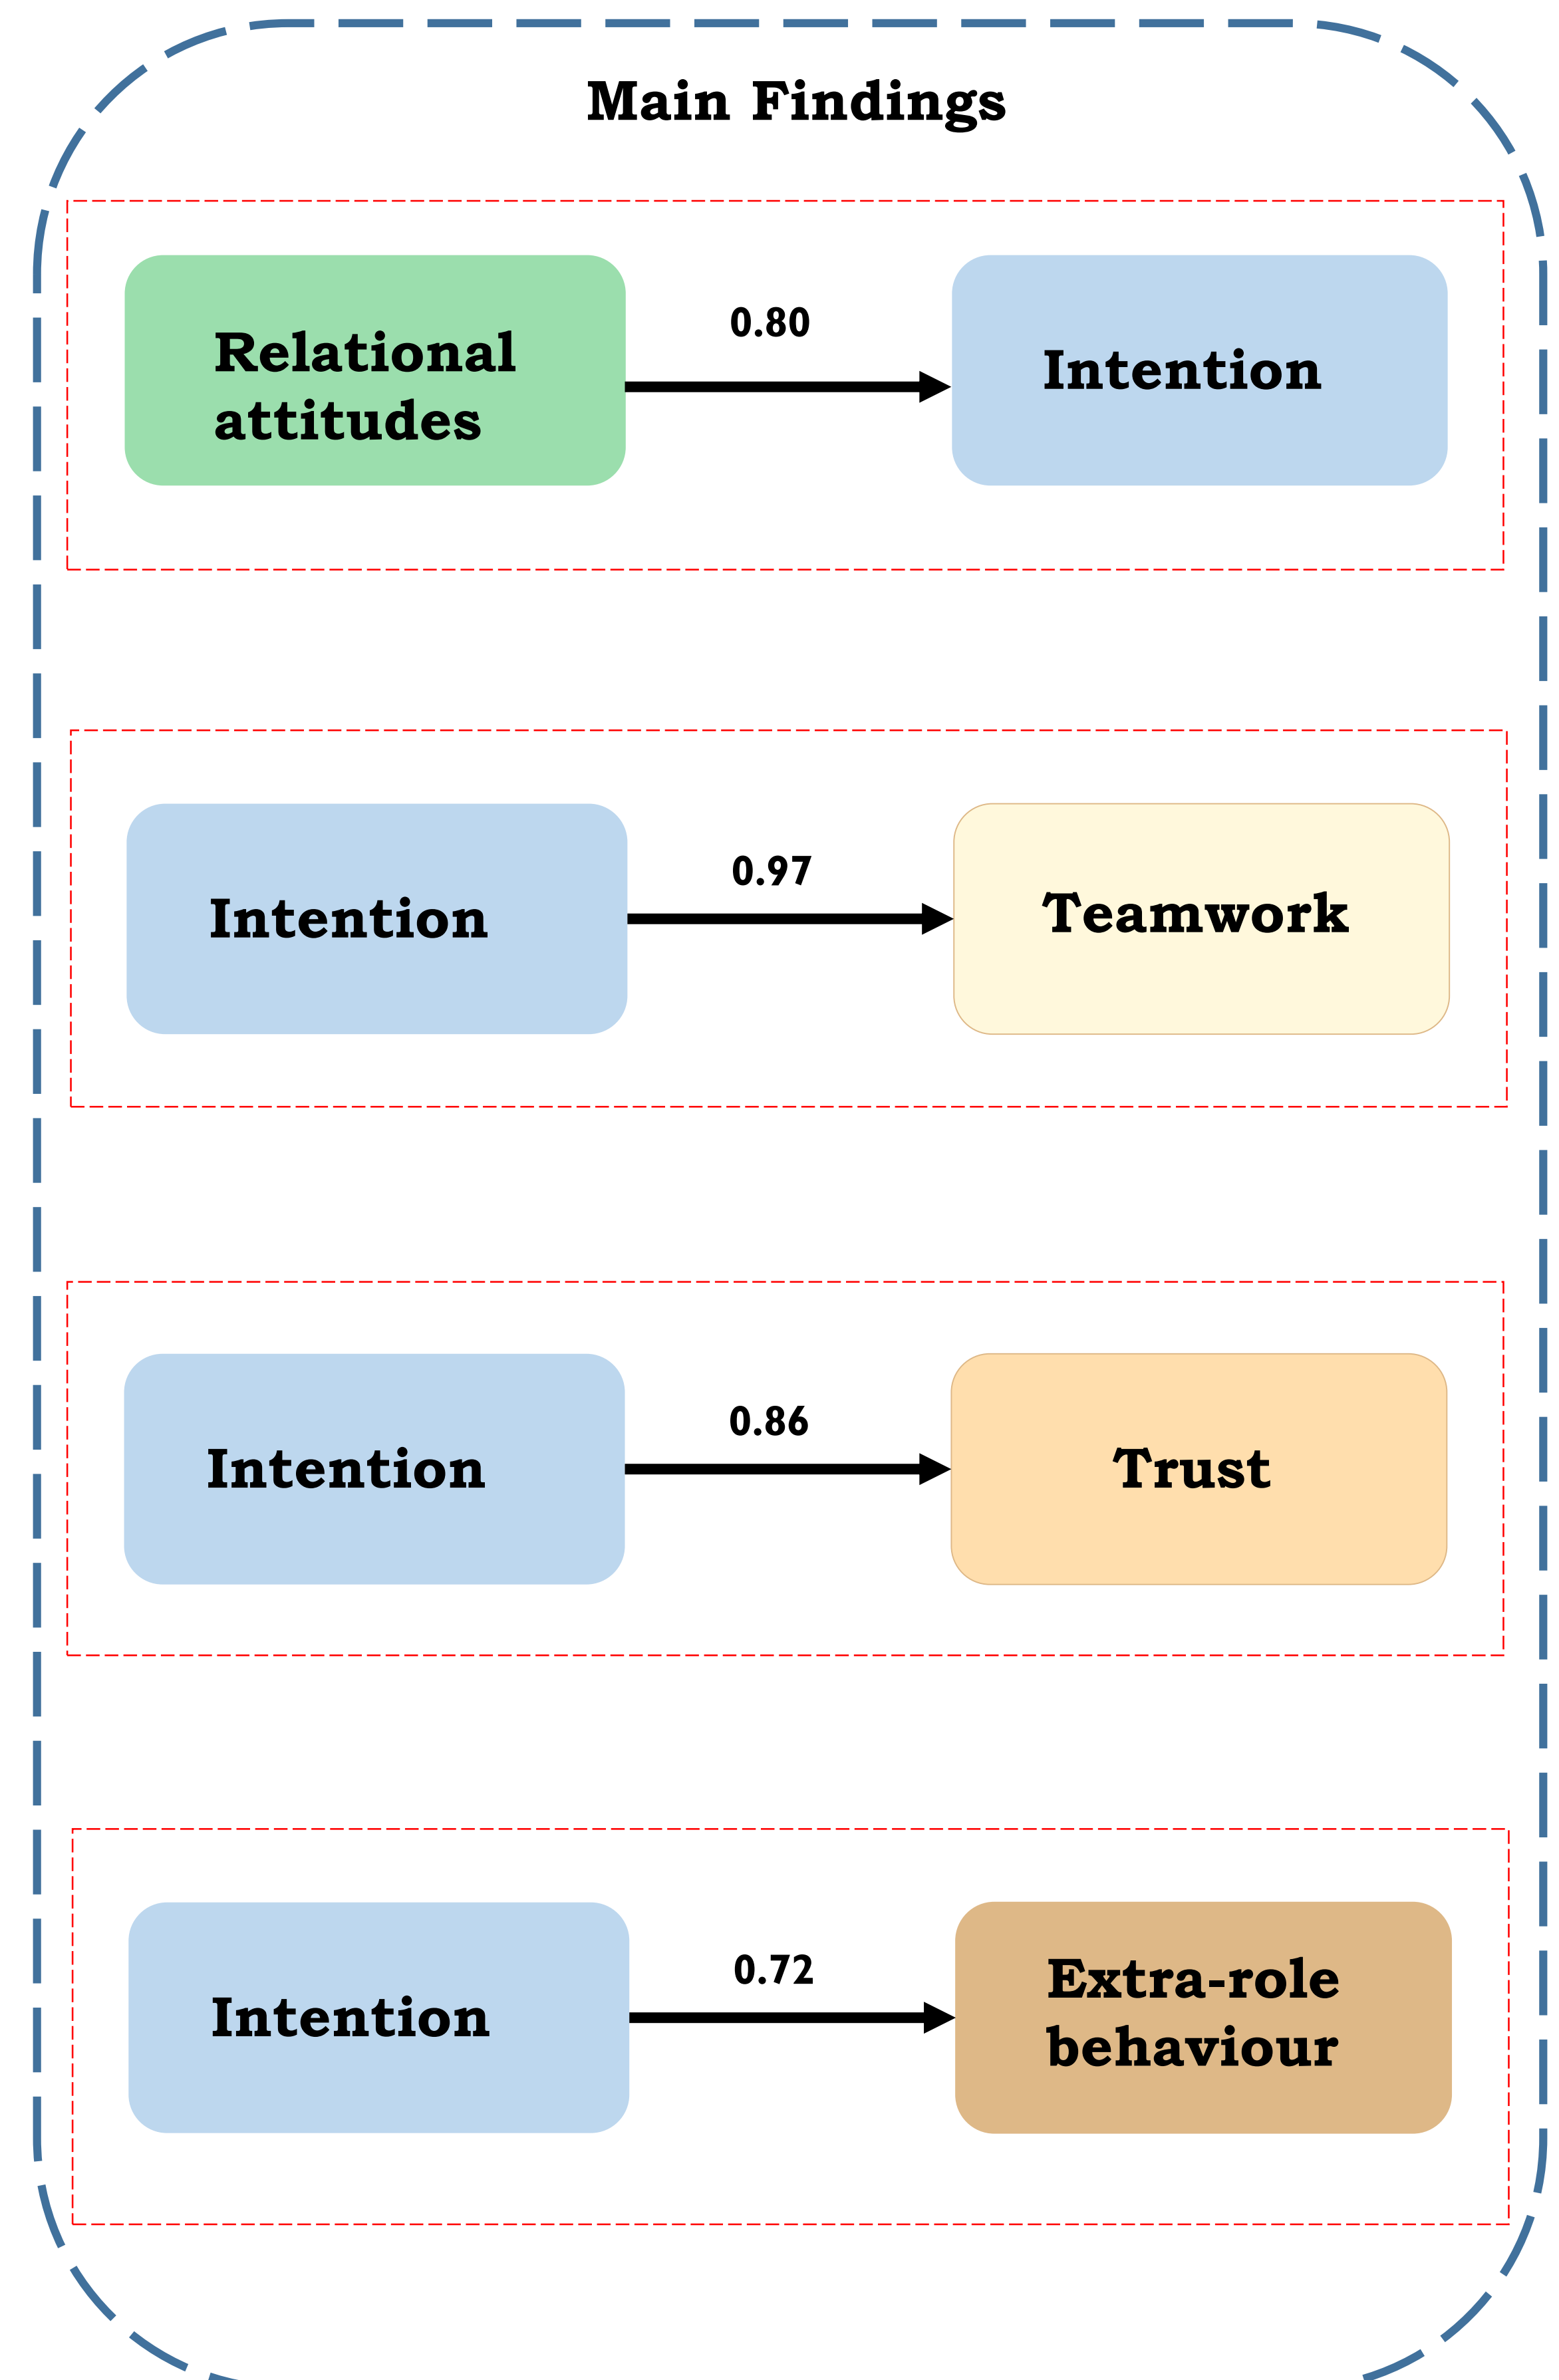 Main Findings
0.80
Relational
attitudes
Intention
0.97
Intention
Teamwork
0.86
Intention
Trust
0.72
Intention
Extra-role
behaviour